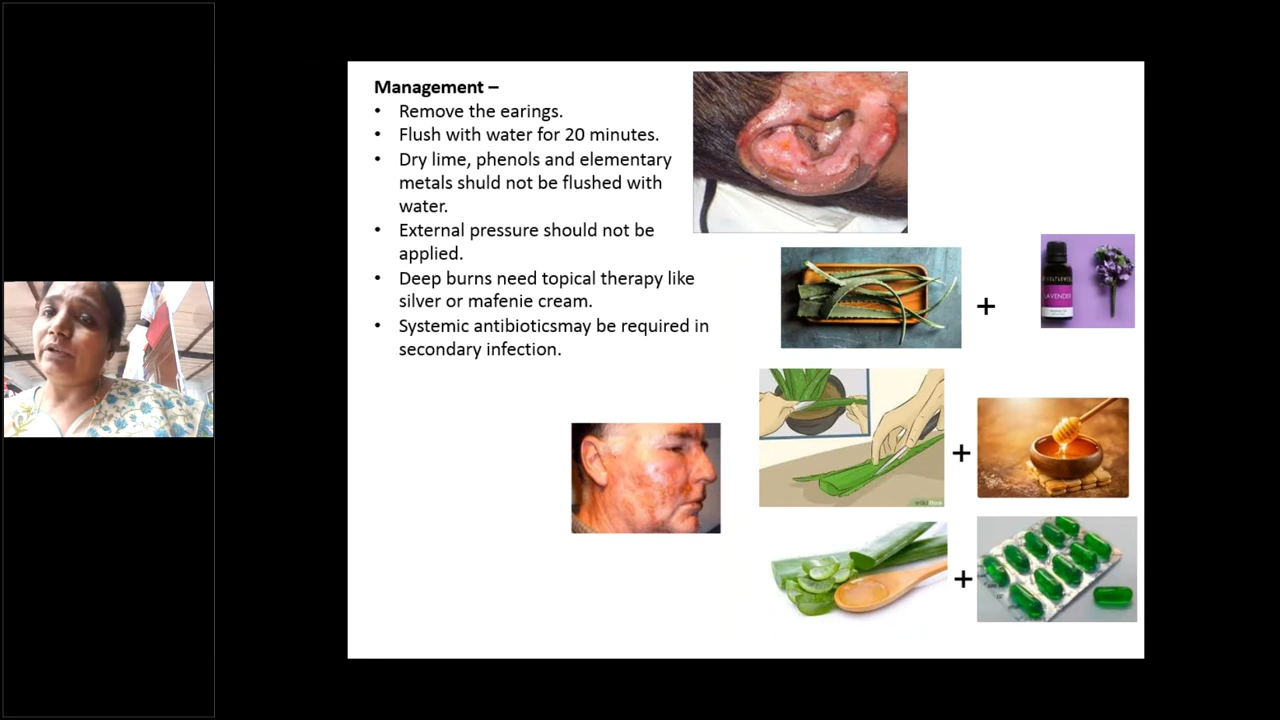 Management –
• Remove the earings.
• Flush with water for 20 minutes.
• Dry lime, phenols and elementary
metals shuld not be flushed with
water.
• External pressure should not be
applied.
• Deep burns need topical therapy like
silver or mafenie cream.
• Systemic antibioticsmay be required in
secondary infection.
LAVENDER
+
+
wikiHow
+